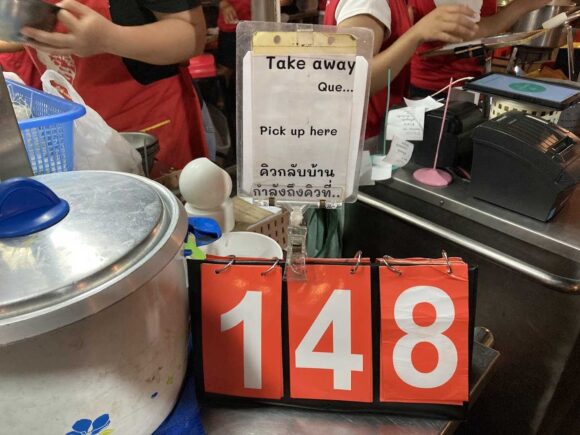 Take away
Que...
Pick up here
คิวกลับบ้าน
กำลังถึงคิวที่..
148